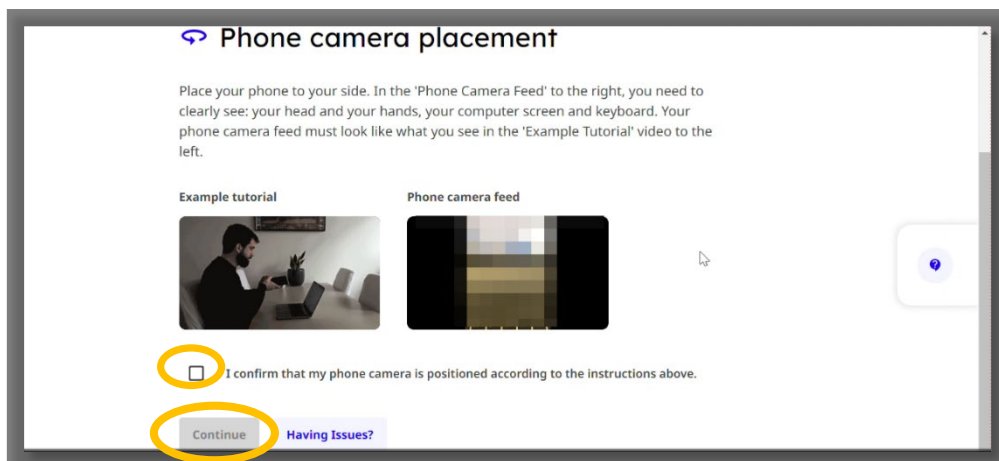 Phone camera placement
Place your phone to your side. In the 'Phone Camera Feed' to the right, you need to
clearly see: your head and your hands, your computer screen and keyboard. Your
phone camera feed must look like what you see in the 'Example Tutorial' video to the
left.
Example tutorial
Phone camera feed
I confirm that my phone camera is positioned according to the instructions above.
Continue
Having Issues?